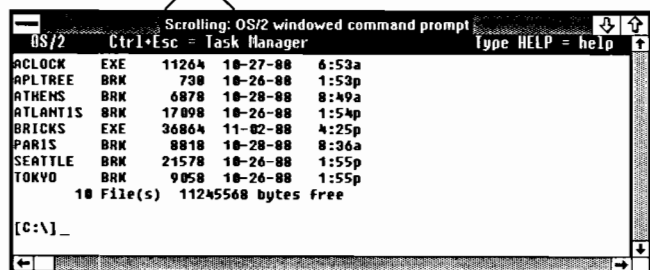 Scrolling: OS/2 windowed command prompt
OS/2 Ctrl+Esc = Task Manager Type HELP = help
ACLOCK EXE 11264 10-27-88 6:53a
APLTREE BRK 730 10-26-88 1:53p
ATHENS BRK 6878 10-28-88 8:49a
ATLANTIS BRK 17098 10-26-88 1:54p
BRICKS EXE 36864 11-02-88 4:25p
PARIS BRK 8818 10-28-88 8:36a
SEATTLE BRK 21578 10-26-88 1:55p
TOKYO BRK 9058 10-26-88 1:55p
10 File(s) 11245568 bytes free
[C:\]_